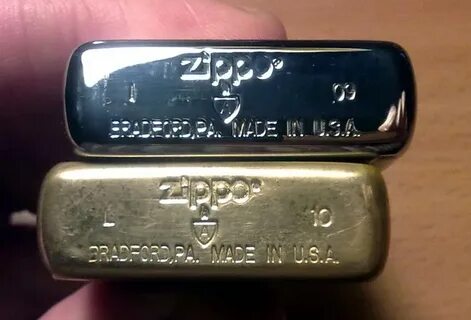 Zippo®
I A 09
BRADFORD,PA. MADE IN U.S.A.
Zippo®
L A 10
BRADFORD,PA. MADE IN U.S.A.